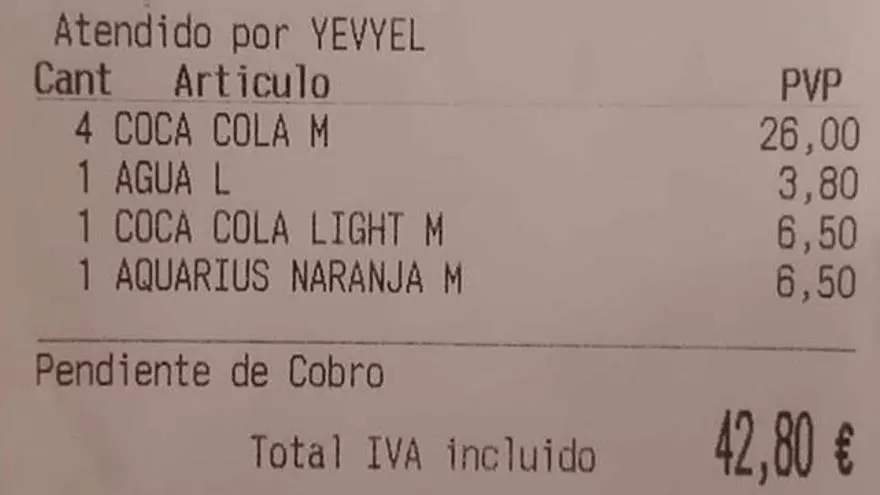 Atendido por YEVYEL
Cant Articulo PVP
4 COCA COLA M 26,00
1 AGUA L 3,80
1 COCA COLA LIGHT M 6,50
1 AQUARIUS NARANJA M 6,50
Pendiente de Cobro
Total IVA incluido 42,80 €